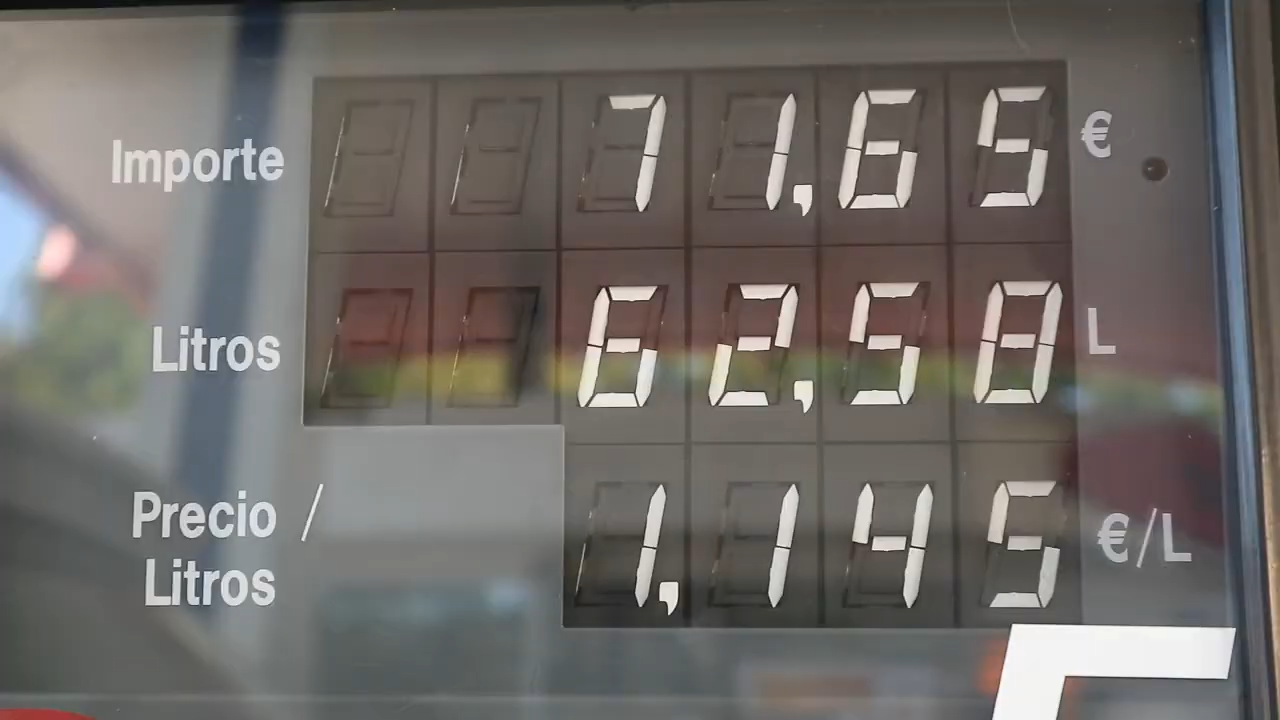 Importe 71,65 €
Litros 62,58 L
Precio / 1,145 €/L
Litros